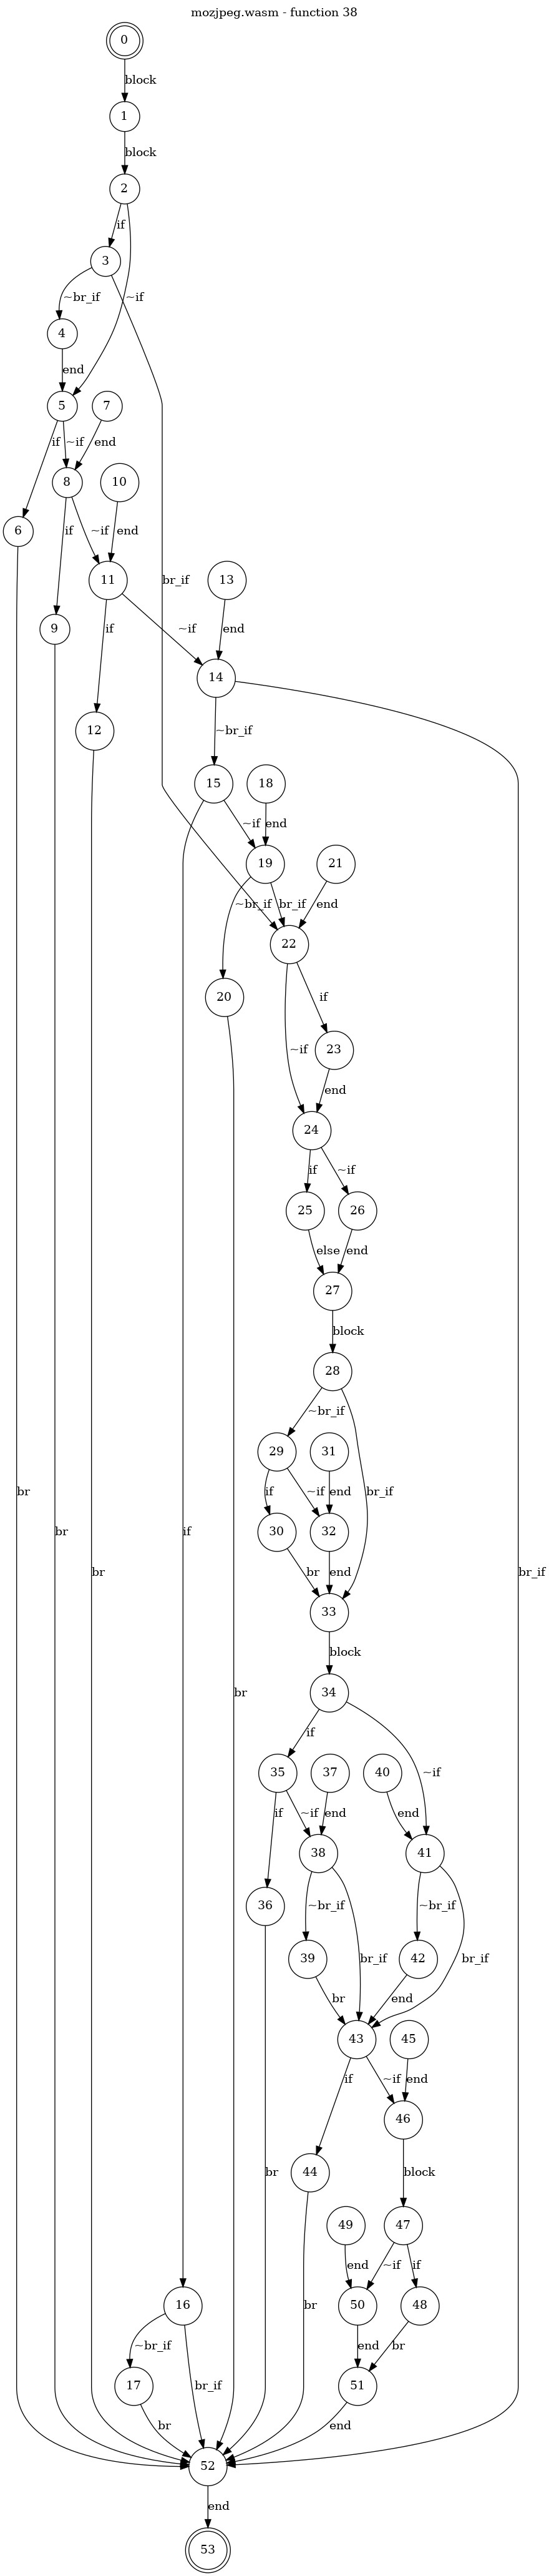 mozjpeg.wasm - function 38
0
block
1
block
2
if
3
~br_if
~if
4
end
5
7
if
~if
end
8
10
6
if
~if
end
br_if
11
13
9
if
~if
end
14
12
~br_if
15
18
~if
end
19
21
~br_if
br_if
end
22
20
if
~if
23
end
24
if
~if
25
26
else
end
27
block
28
~br_if
29
31
br
if
~if
end
br_if
30
32
br
br
if
br
end
br_if
33
block
34
br
if
35
37
40
~if
if
~if
end
end
38
41
36
~br_if
br_if
~br_if
br_if
39
42
br
end
43
45
if
~if
end
46
44
br
block
49
47
end
~if
if
16
50
48
br
~br_if
br_if
end
br
17
51
br
end
52
end
53